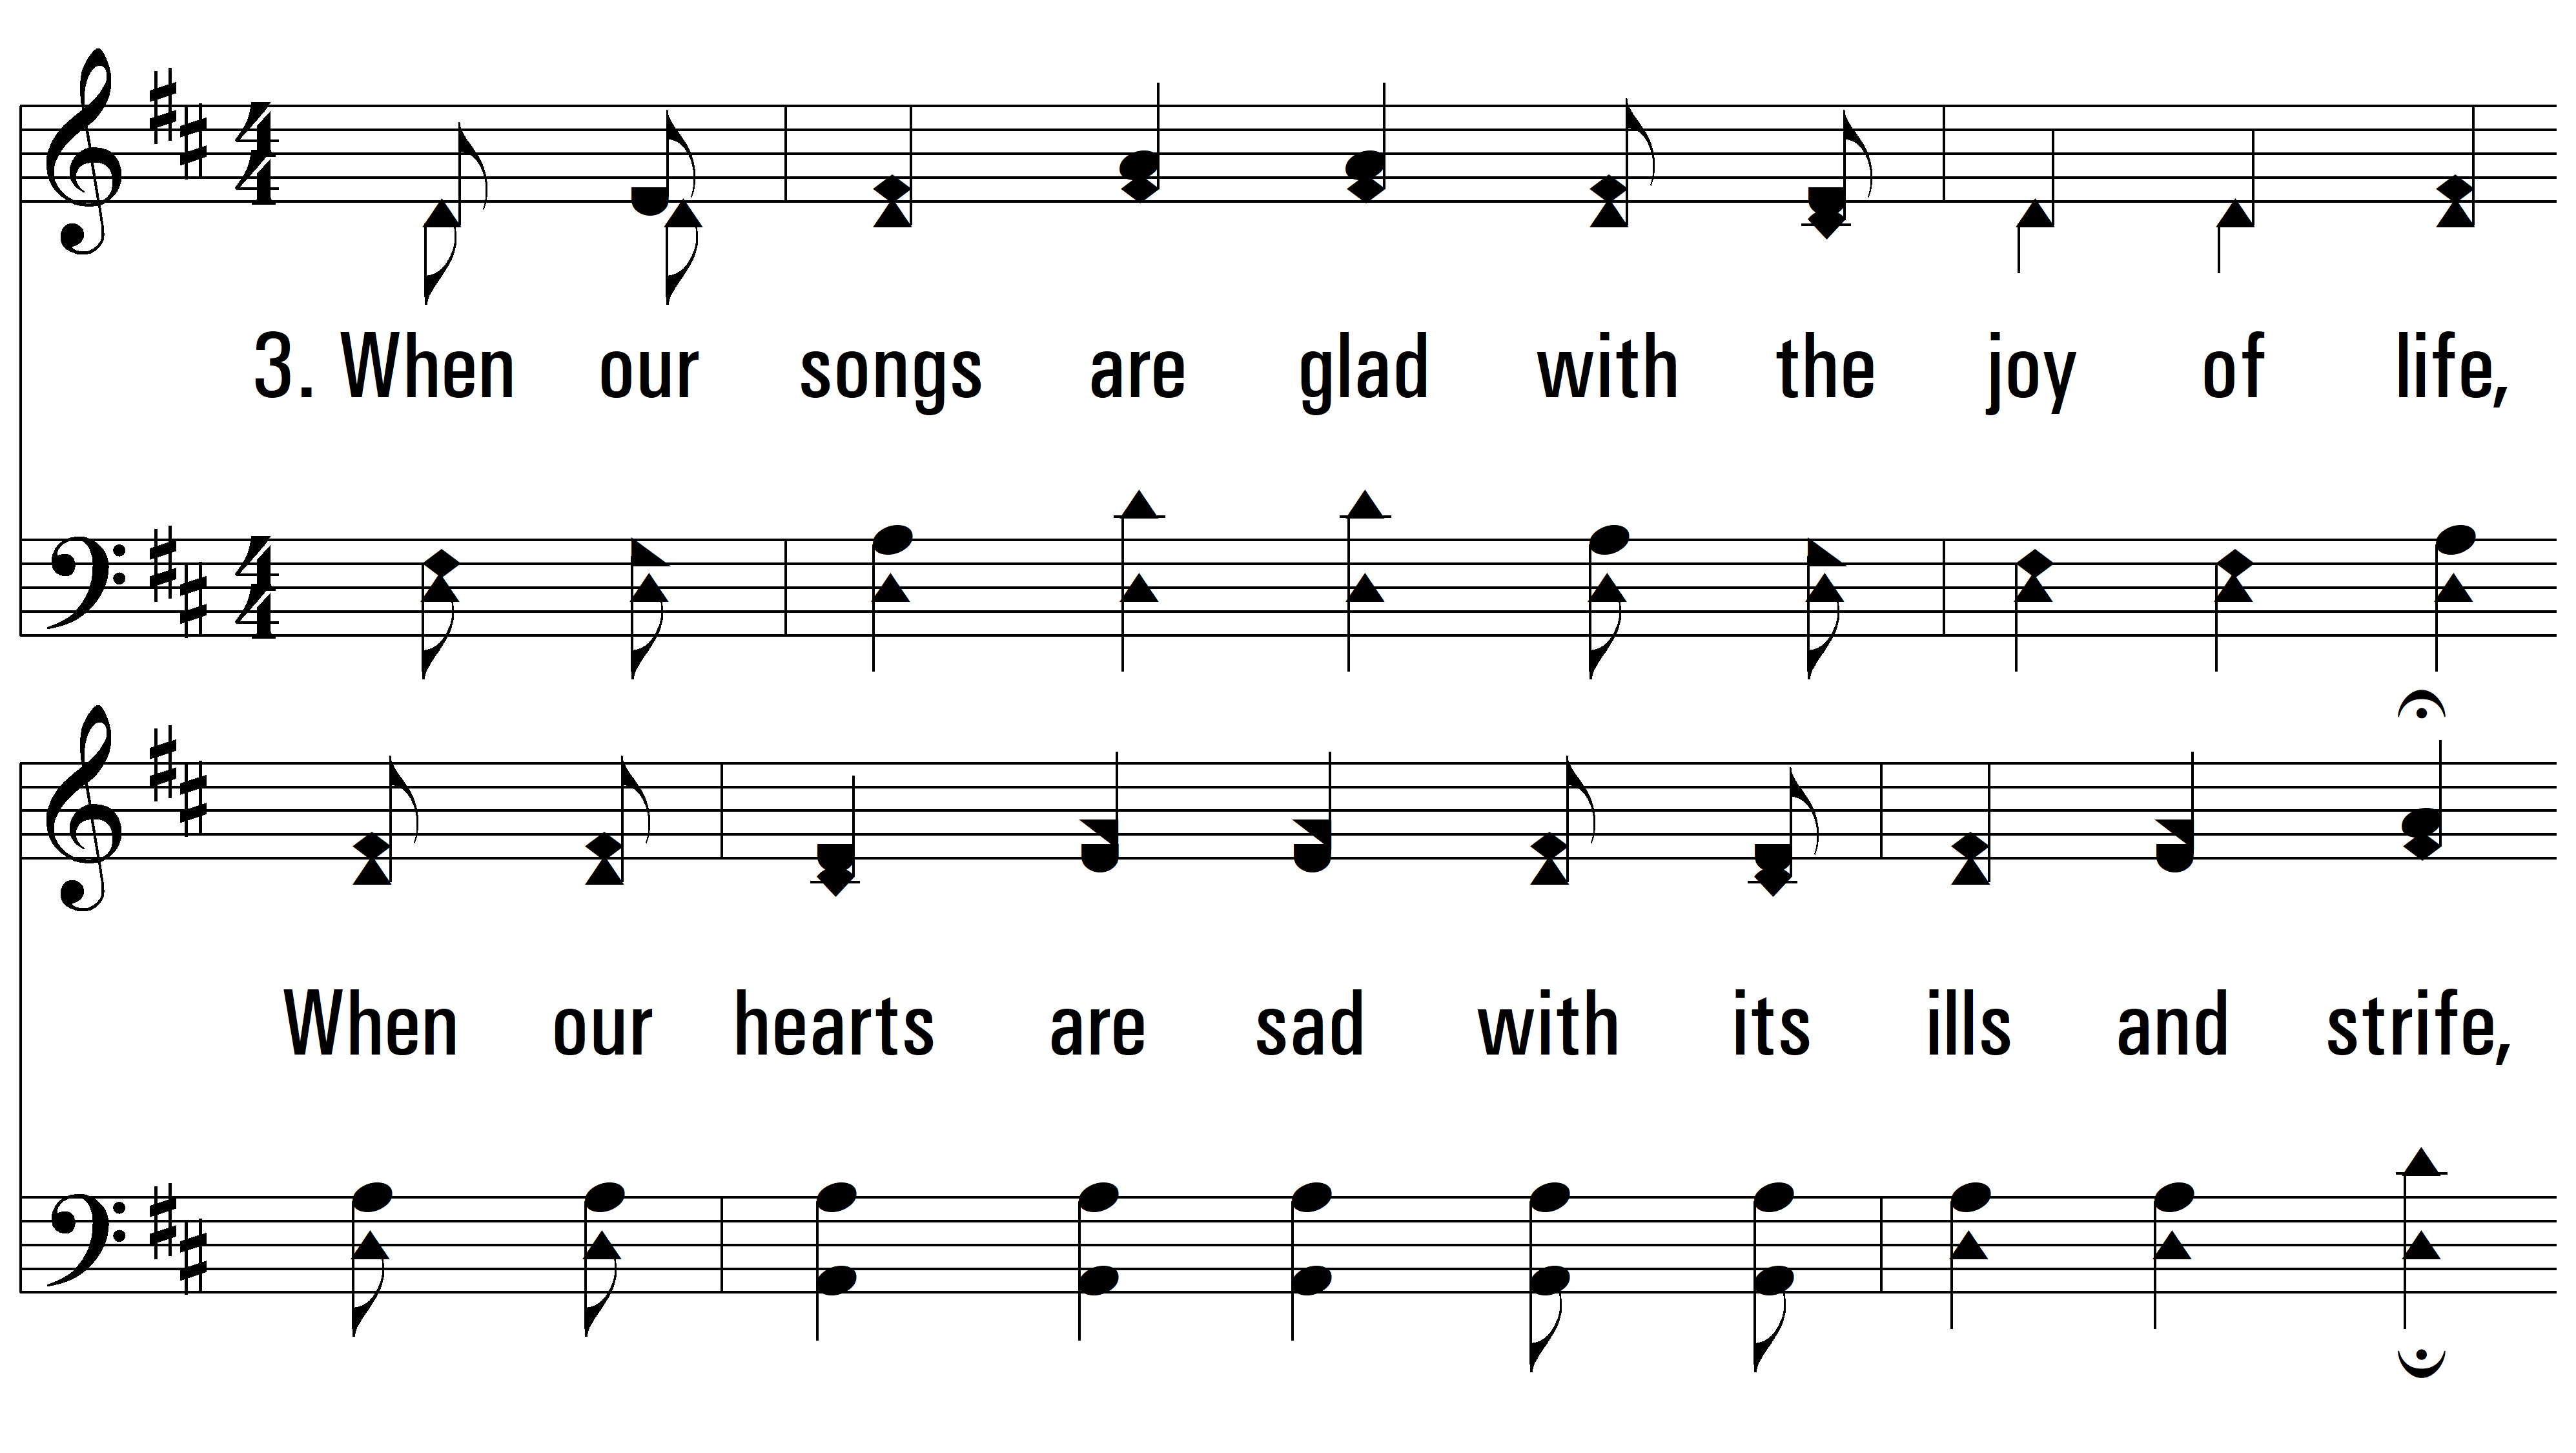 3. When our songs are glad with the joy of life,
When our hearts are sad with its ills and strife,